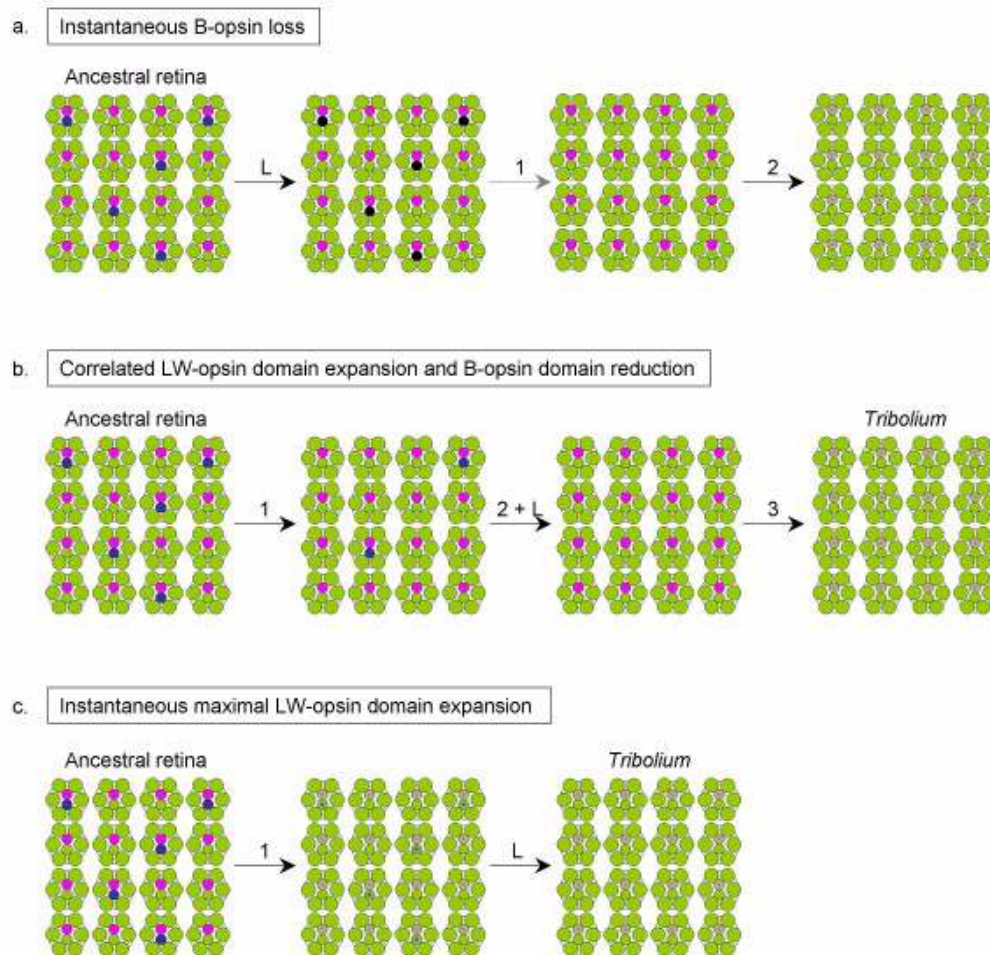 a. Instantaneous B-opsin loss
Ancestral retina
L 1 2
b. Correlated LW-opsin domain expansion and B-opsin domain reduction
Ancestral retina Tribolium
1 2 + L 3
c. Instantaneous maximal LW-opsin domain expansion
Ancestral retina Tribolium
1 L